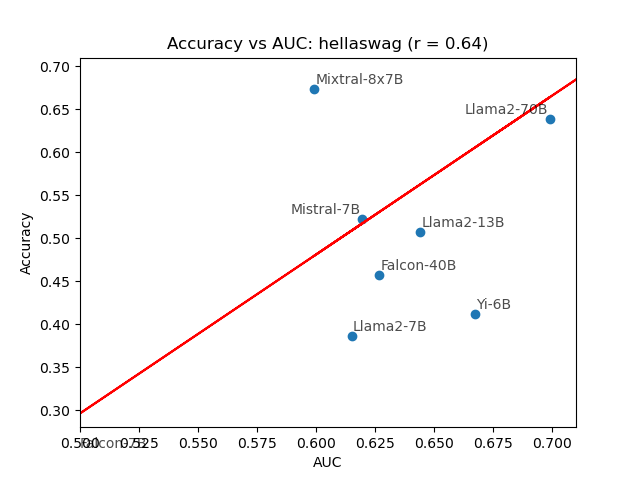 Accuracy vs AUC: hellaswag (r = 0.64)
0.70
0.65
0.60
0.55
0.50
0.45
0.40
0.35
0.30
Accuracy
Mixtral-8x7B
Llama2-70B
Mistral-7B
Llama2-13B
Falcon-40B
Yi-6B
Llama2-7B
Falcon-7B
0.500 0.525 0.550 0.575 0.600 0.625 0.650 0.675 0.700
AUC